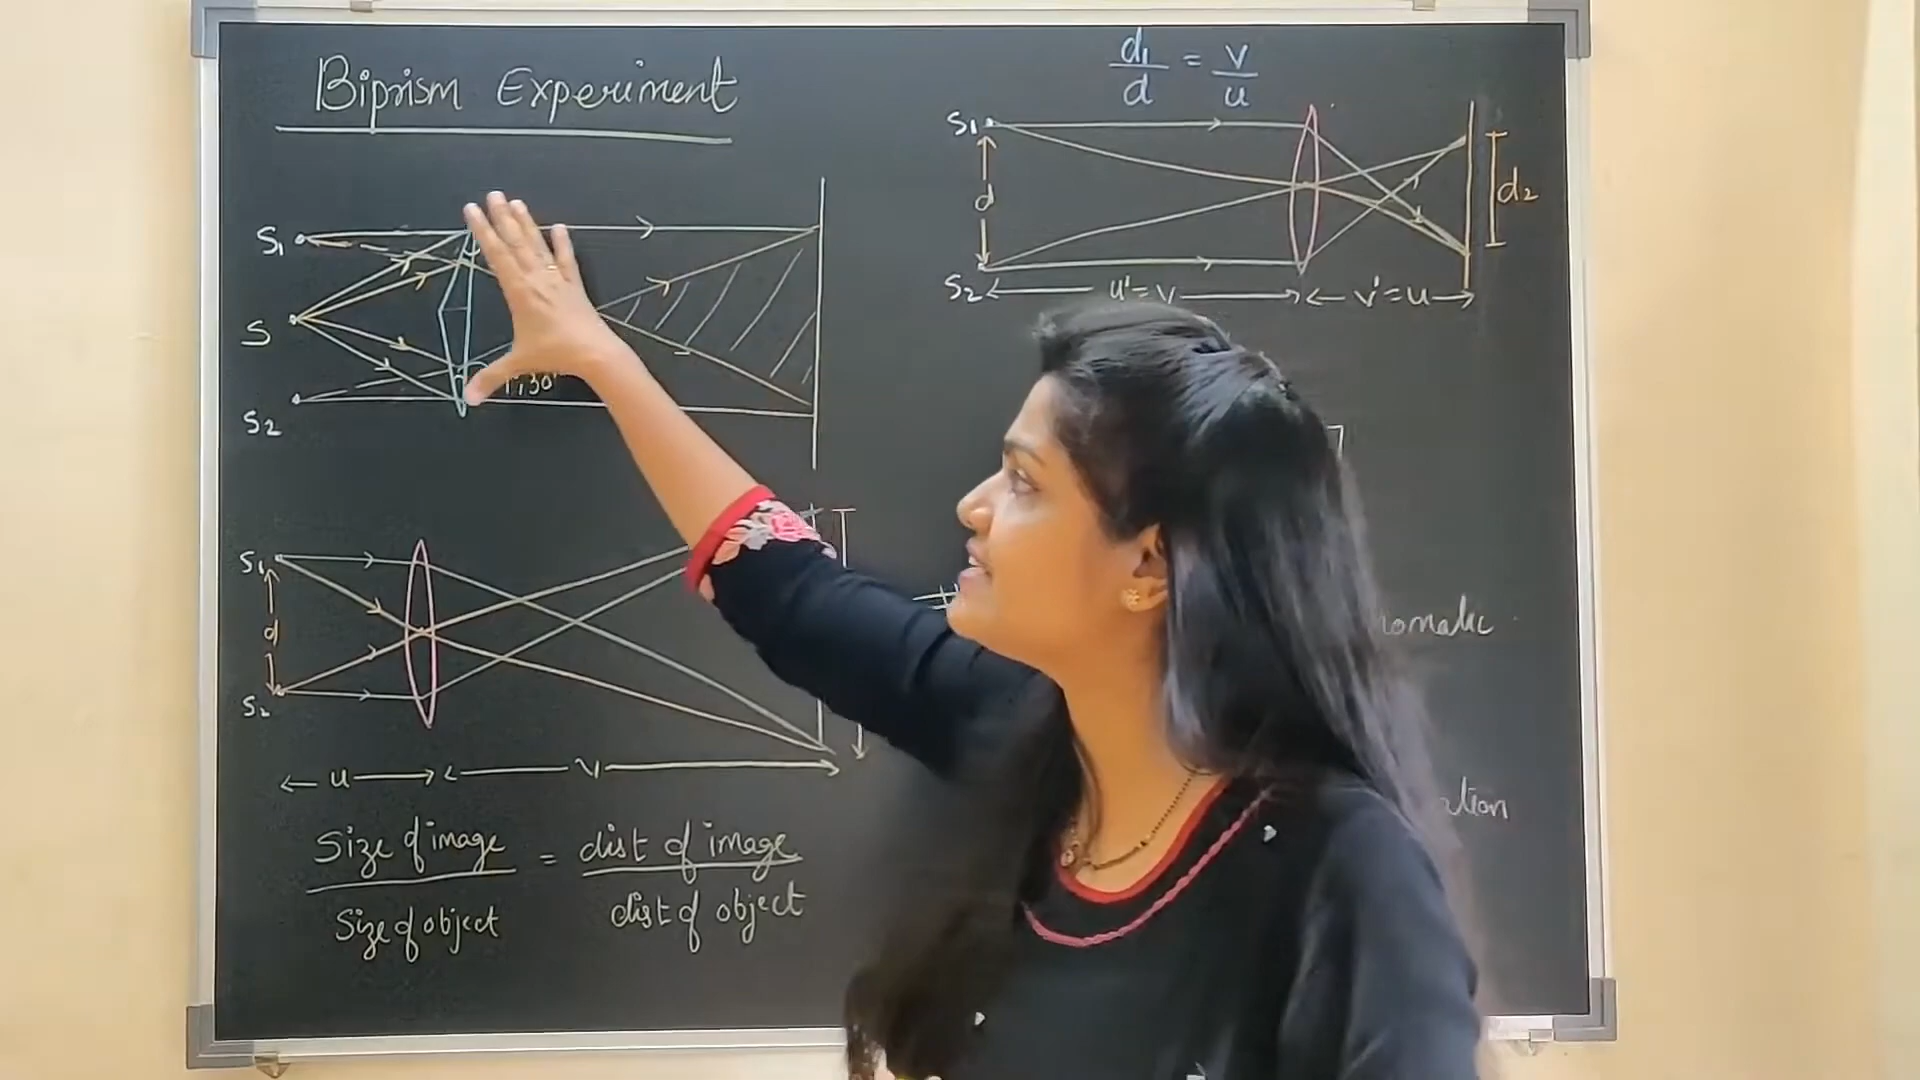 Biprism Experiment
S₁
S
S₂
S₁
d
S₂
u v
Size of image = dist of image
Size of object dist of object
d₁ = v
d u
S₁
d
d₂
S₂
u'=v v'=u